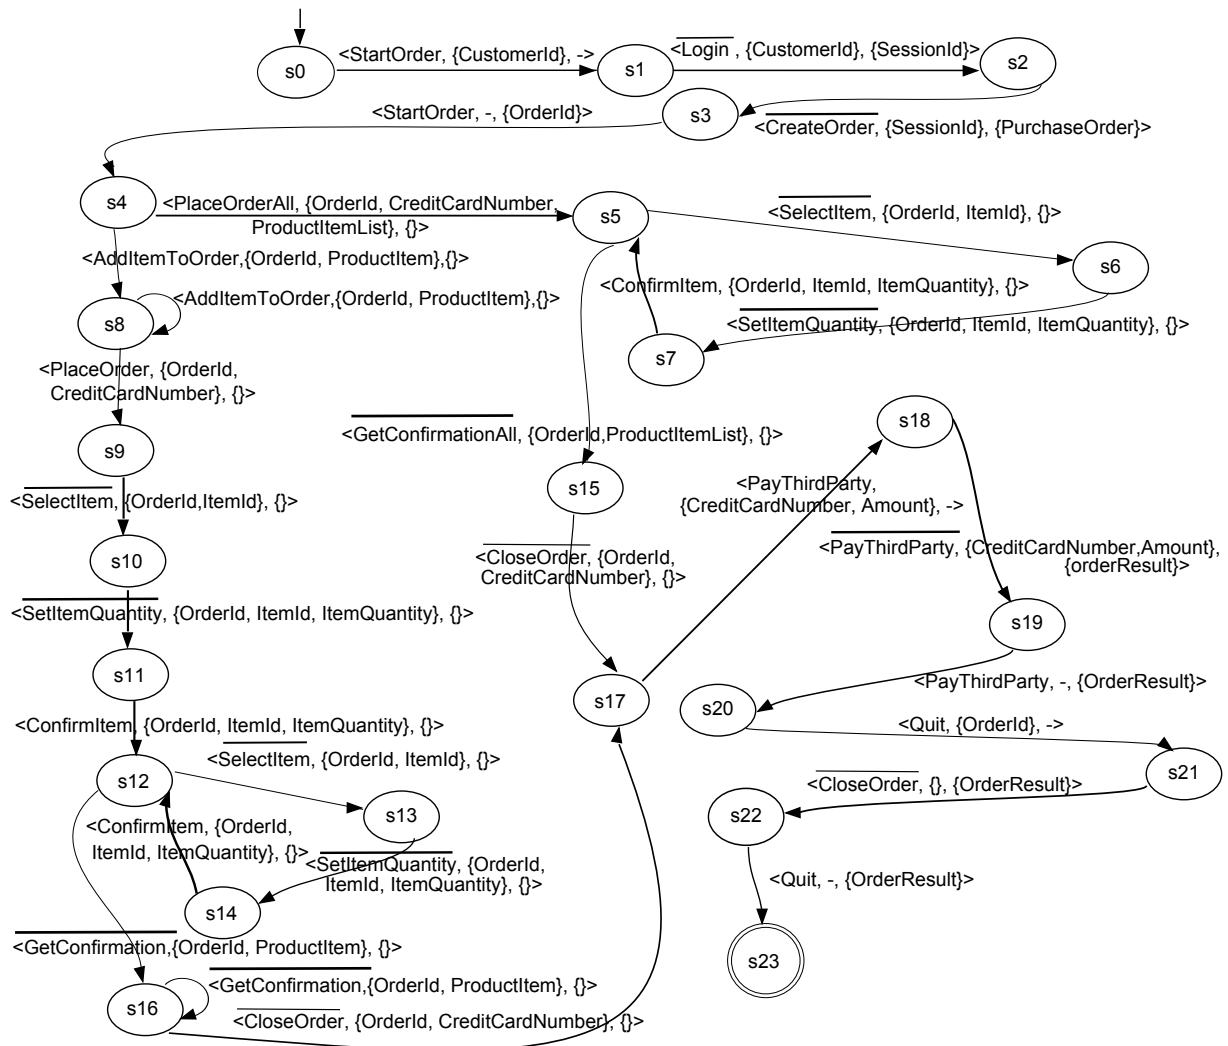 s0
<StartOrder, {CustomerId}, ->
s1
<Login , {CustomerId}, {SessionId}>
s2
<StartOrder, -, {OrderId}>
s3
<CreateOrder, {SessionId}, {PurchaseOrder}>
s4
<PlaceOrderAll, {OrderId, CreditCardNumber,
ProductItemList}, {}>
s5
<SelectItem, {OrderId, ItemId}, {}>
<AddItemToOrder,{OrderId, ProductItem},{}>
s6
<AddItemToOrder,{OrderId, ProductItem},{}>
<ConfirmItem, {OrderId, ItemId, ItemQuantity}, {}>
s8
<SetItemQuantity, {OrderId, ItemId, ItemQuantity}, {}>
s7
<PlaceOrder, {OrderId,
CreditCardNumber}, {}>
s18
<GetConfirmationAll, {OrderId,ProductItemList}, {}>
s9
<SelectItem, {OrderId,ItemId}, {}>
s15
<PayThirdParty,
{CreditCardNumber, Amount}, ->
s10
<CloseOrder, {OrderId,
CreditCardNumber}, {}>
<PayThirdParty, {CreditCardNumber,Amount},
{orderResult}>
<SetItemQuantity, {OrderId, ItemId, ItemQuantity}, {}>
s19
s11
<PayThirdParty, -, {OrderResult}>
s17
s20
<ConfirmItem, {OrderId, ItemId, ItemQuantity}, {}>
<Quit, {OrderId}, ->
<SelectItem, {OrderId, ItemId}, {}>
s12
s21
<CloseOrder, {}, {OrderResult}>
s13
s22
<ConfirmItem, {OrderId,
ItemId, ItemQuantity}, {}>
<SetItemQuantity, {OrderId,
ItemId, ItemQuantity}, {}>
<Quit, -, {OrderResult}>
s14
<GetConfirmation,{OrderId, ProductItem}, {}>
s23
<GetConfirmation,{OrderId, ProductItem}, {}>
s16
<CloseOrder, {OrderId, CreditCardNumber}, {}>